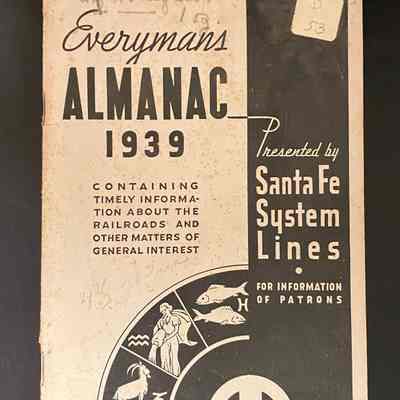 Everymans
ALMANAC
1939
CONTAINING
TIMELY INFORMA-
TION ABOUT THE
RAILROADS AND
OTHER MATTERS OF
GENERAL INTEREST
53
Presented by
Santa Fe
System
Lines
•
FOR INFORMATION
OF PATRONS